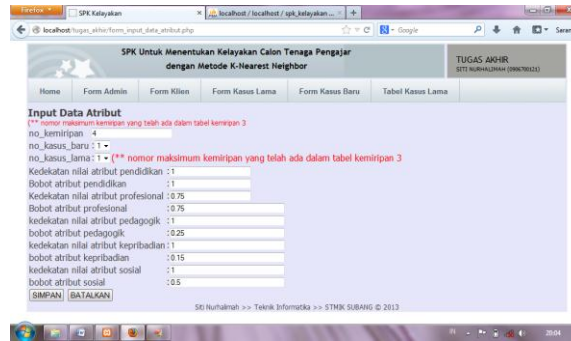 Firefox
SPK Kelayakan
localhost / localhost / spk_kelayakan ...
localhost/tugas_akhir/form_input_data_atribut.php
Google
SPK Untuk Menentukan Kelayakan Calon Tenaga Pengajar
dengan Metode K-Nearest Neighbor
TUGAS AKHIR
SITI NURHALIMAH
Home Form Admin Form Klien Form Kasus Lama Form Kasus Baru Tabel Kasus Lama
Input Data Atribut
(** nomor maksimum kemiripan yang telah ada dalam tabel kemiripan 3
no_kemiripan 4
no_kasus_baru : 1
no_kasus_lama : 1 (** nomor maksimum kemiripan yang telah ada dalam tabel kemiripan 3
Kedekatan nilai atribut pendidikan : 1
Bobot atribut pendidikan : 1
Kedekatan nilai atribut profesional : 0.75
Bobot atribut profesional : 0.75
kedekatan nilai atribut pedagogik : 1
bobot atribut pedagogik : 0.25
kedekatan nilai atribut kepribadian : 1
bobot atribut kepribadian : 0.15
kedekatan nilai atribut sosial : 1
bobot atribut sosial : 0.5
SIMPAN BATALKAN
Siti Nurhalimah >> Teknik Informatika >> STMIK SUBANG © 2013
20:04